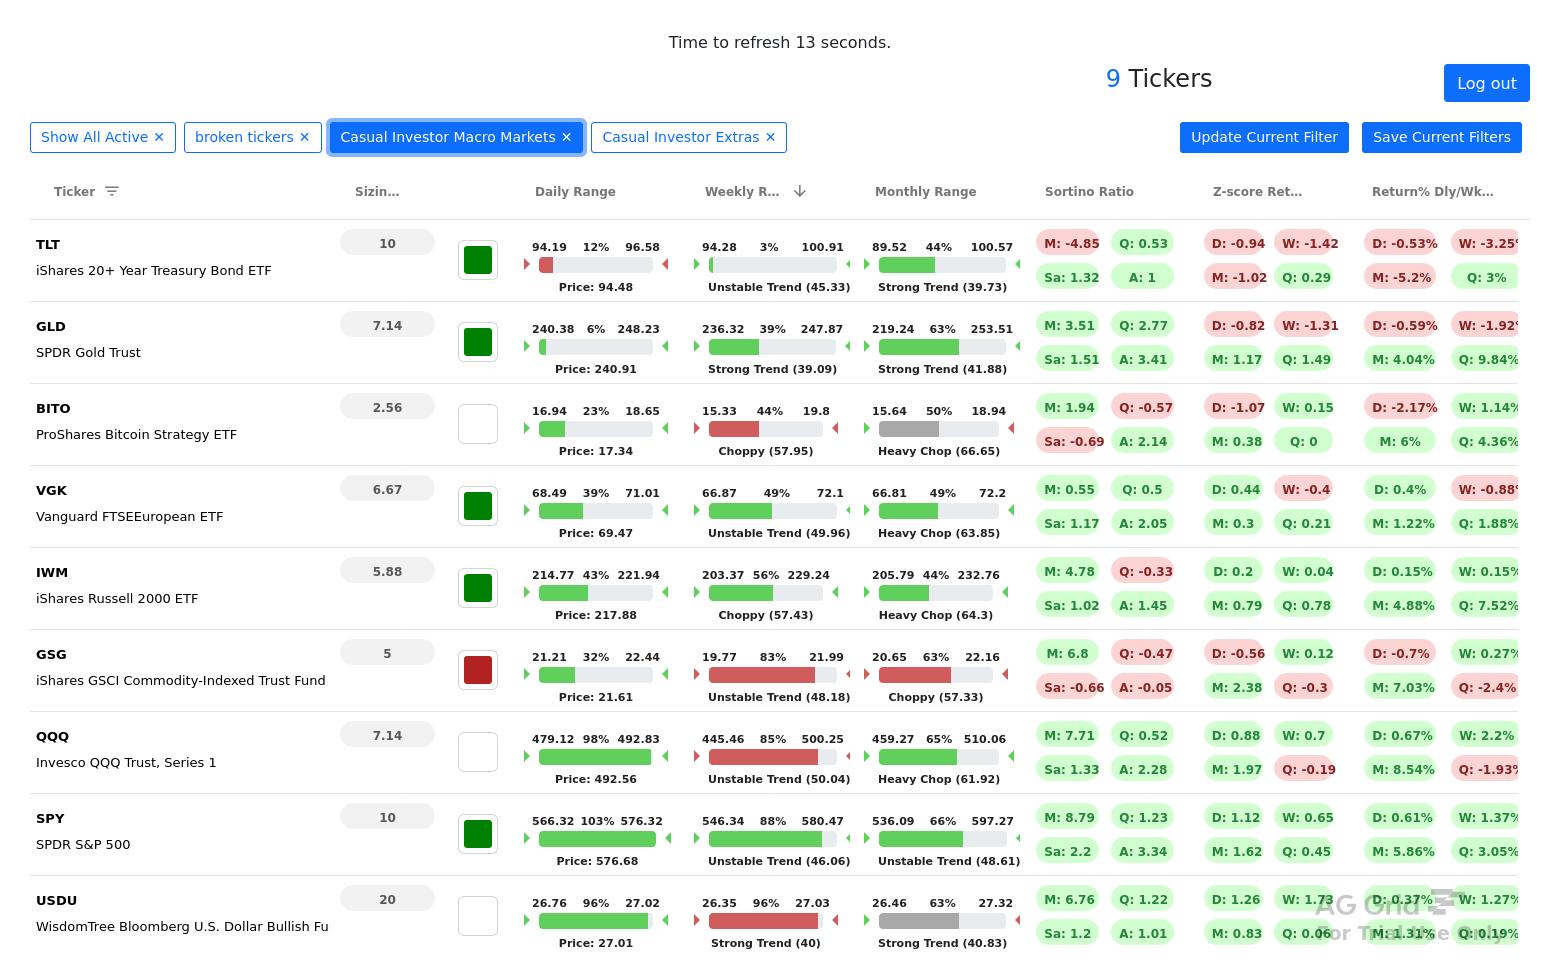 Time to refresh 13 seconds.
9 Tickers
Log out
Show All Active ✕ broken tickers ✕ Casual Investor Macro Markets ✕ Casual Investor Extras ✕ Update Current Filter Save Current Filters
Ticker Sizin... Daily Range Weekly R... Monthly Range Sortino Ratio Z-score Ret... Return% Dly/Wk...
TLT 10 94.19 12% 96.58 94.28 3% 100.91 89.52 44% 100.57 M: -4.85 Q: 0.53 D: -0.94 W: -1.42 D: -0.53% W: -3.25%
iShares 20+ Year Treasury Bond ETF Price: 94.48 Unstable Trend (45.33) Strong Trend (39.73) Sa: 1.32 A: 1 M: -1.02 Q: 0.29 M: -5.2% Q: 3%
GLD 7.14 240.38 6% 248.23 236.32 39% 247.87 219.24 63% 253.51 M: 3.51 Q: 2.77 D: -0.82 W: -1.31 D: -0.59% W: -1.92%
SPDR Gold Trust Price: 240.91 Strong Trend (39.09) Strong Trend (41.88) Sa: 1.51 A: 3.41 M: 1.17 Q: 1.49 M: 4.04% Q: 9.84%
BITO 2.56 16.94 23% 18.65 15.33 44% 19.8 15.64 50% 18.94 M: 1.94 Q: -0.57 D: -1.07 W: 0.15 D: -2.17% W: 1.14%
ProShares Bitcoin Strategy ETF Price: 17.34 Choppy (57.95) Heavy Chop (66.65) Sa: -0.69 A: 2.14 M: 0.38 Q: 0 M: 6% Q: 4.36%
VGK 6.67 68.49 39% 71.01 66.87 49% 72.1 66.81 49% 72.2 M: 0.55 Q: 0.5 D: 0.44 W: -0.4 D: 0.4% W: -0.88%
Vanguard FTSEEuropean ETF Price: 69.47 Unstable Trend (49.96) Heavy Chop (63.85) Sa: 1.17 A: 2.05 M: 0.3 Q: 0.21 M: 1.22% Q: 1.88%
IWM 5.88 214.77 43% 221.94 203.37 56% 229.24 205.79 44% 232.76 M: 4.78 Q: -0.33 D: 0.2 W: 0.04 D: 0.15% W: 0.15%
iShares Russell 2000 ETF Price: 217.88 Choppy (57.43) Heavy Chop (64.3) Sa: 1.02 A: 1.45 M: 0.79 Q: 0.78 M: 4.88% Q: 7.52%
GSG 5 21.21 32% 22.44 19.77 83% 21.99 20.65 63% 22.16 M: 6.8 Q: -0.47 D: -0.56 W: 0.12 D: -0.7% W: 0.27%
iShares GSCI Commodity-Indexed Trust Fund Price: 21.61 Unstable Trend (48.18) Choppy (57.33) Sa: -0.66 A: -0.05 M: 2.38 Q: -0.3 M: 7.03% Q: -2.4%
QQQ 7.14 479.12 98% 492.83 445.46 85% 500.25 459.27 65% 510.06 M: 7.71 Q: 0.52 D: 0.88 W: 0.7 D: 0.67% W: 2.2%
Invesco QQQ Trust, Series 1 Price: 492.56 Unstable Trend (50.04) Heavy Chop (61.92) Sa: 1.33 A: 2.28 M: 1.97 Q: -0.19 M: 8.54% Q: -1.93%
SPY 10 566.32 103% 576.32 546.34 88% 580.47 536.09 66% 597.27 M: 8.79 Q: 1.23 D: 1.12 W: 0.65 D: 0.61% W: 1.37%
SPDR S&P 500 Price: 576.68 Unstable Trend (46.06) Unstable Trend (48.61) Sa: 2.2 A: 3.34 M: 1.62 Q: 0.45 M: 5.86% Q: 3.05%
USDU 20 26.76 96% 27.02 26.35 96% 27.03 26.46 63% 27.32 M: 6.76 Q: 1.22 D: 1.26 W: 1.73 D: 0.37% W: 1.27%
WisdomTree Bloomberg U.S. Dollar Bullish Fu Price: 27.01 Strong Trend (40) Strong Trend (40.83) Sa: 1.2 A: 1.01 M: 0.83 Q: 0.06 M: 1.31% Q: 0.19%
AG Grid
For Trial Use Only